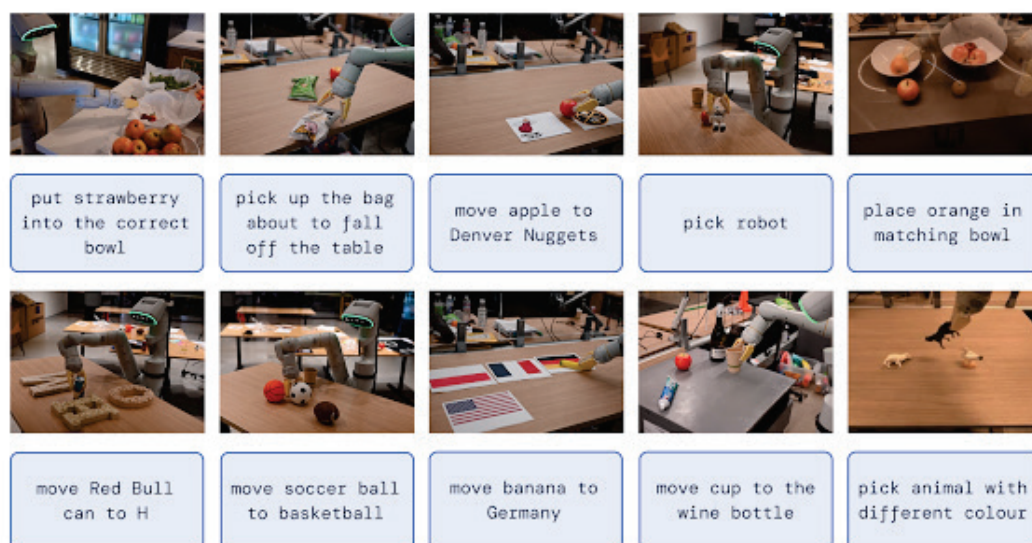 put strawberry
into the correct
bowl
pick up the bag
about to fall
off the table
move apple to
Denver Nuggets
pick robot
place orange in
matching bowl
move Red Bull
can to H
move soccer ball
to basketball
move banana to
Germany
move cup to the
wine bottle
pick animal with
different colour